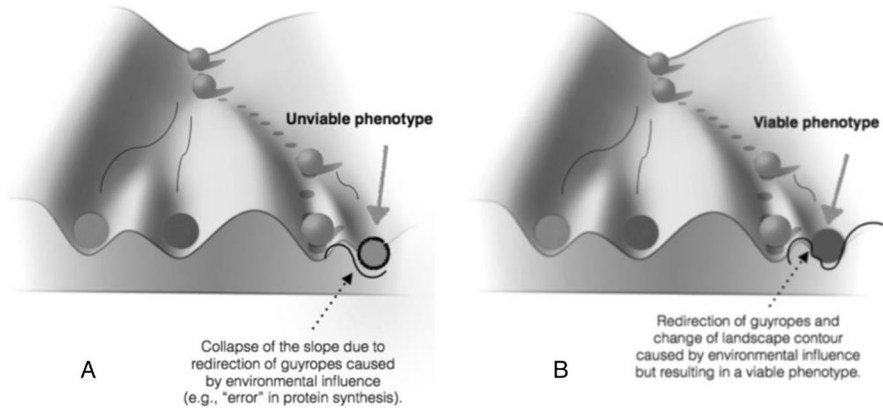 Unviable phenotype
Collapse of the slope due to
redirection of guyropes caused
by environmental influence
(e.g., "error" in protein synthesis).
A
Viable phenotype
Redirection of guyropes and
change of landscape contour
caused by environmental influence
but resulting in a viable phenotype.
B